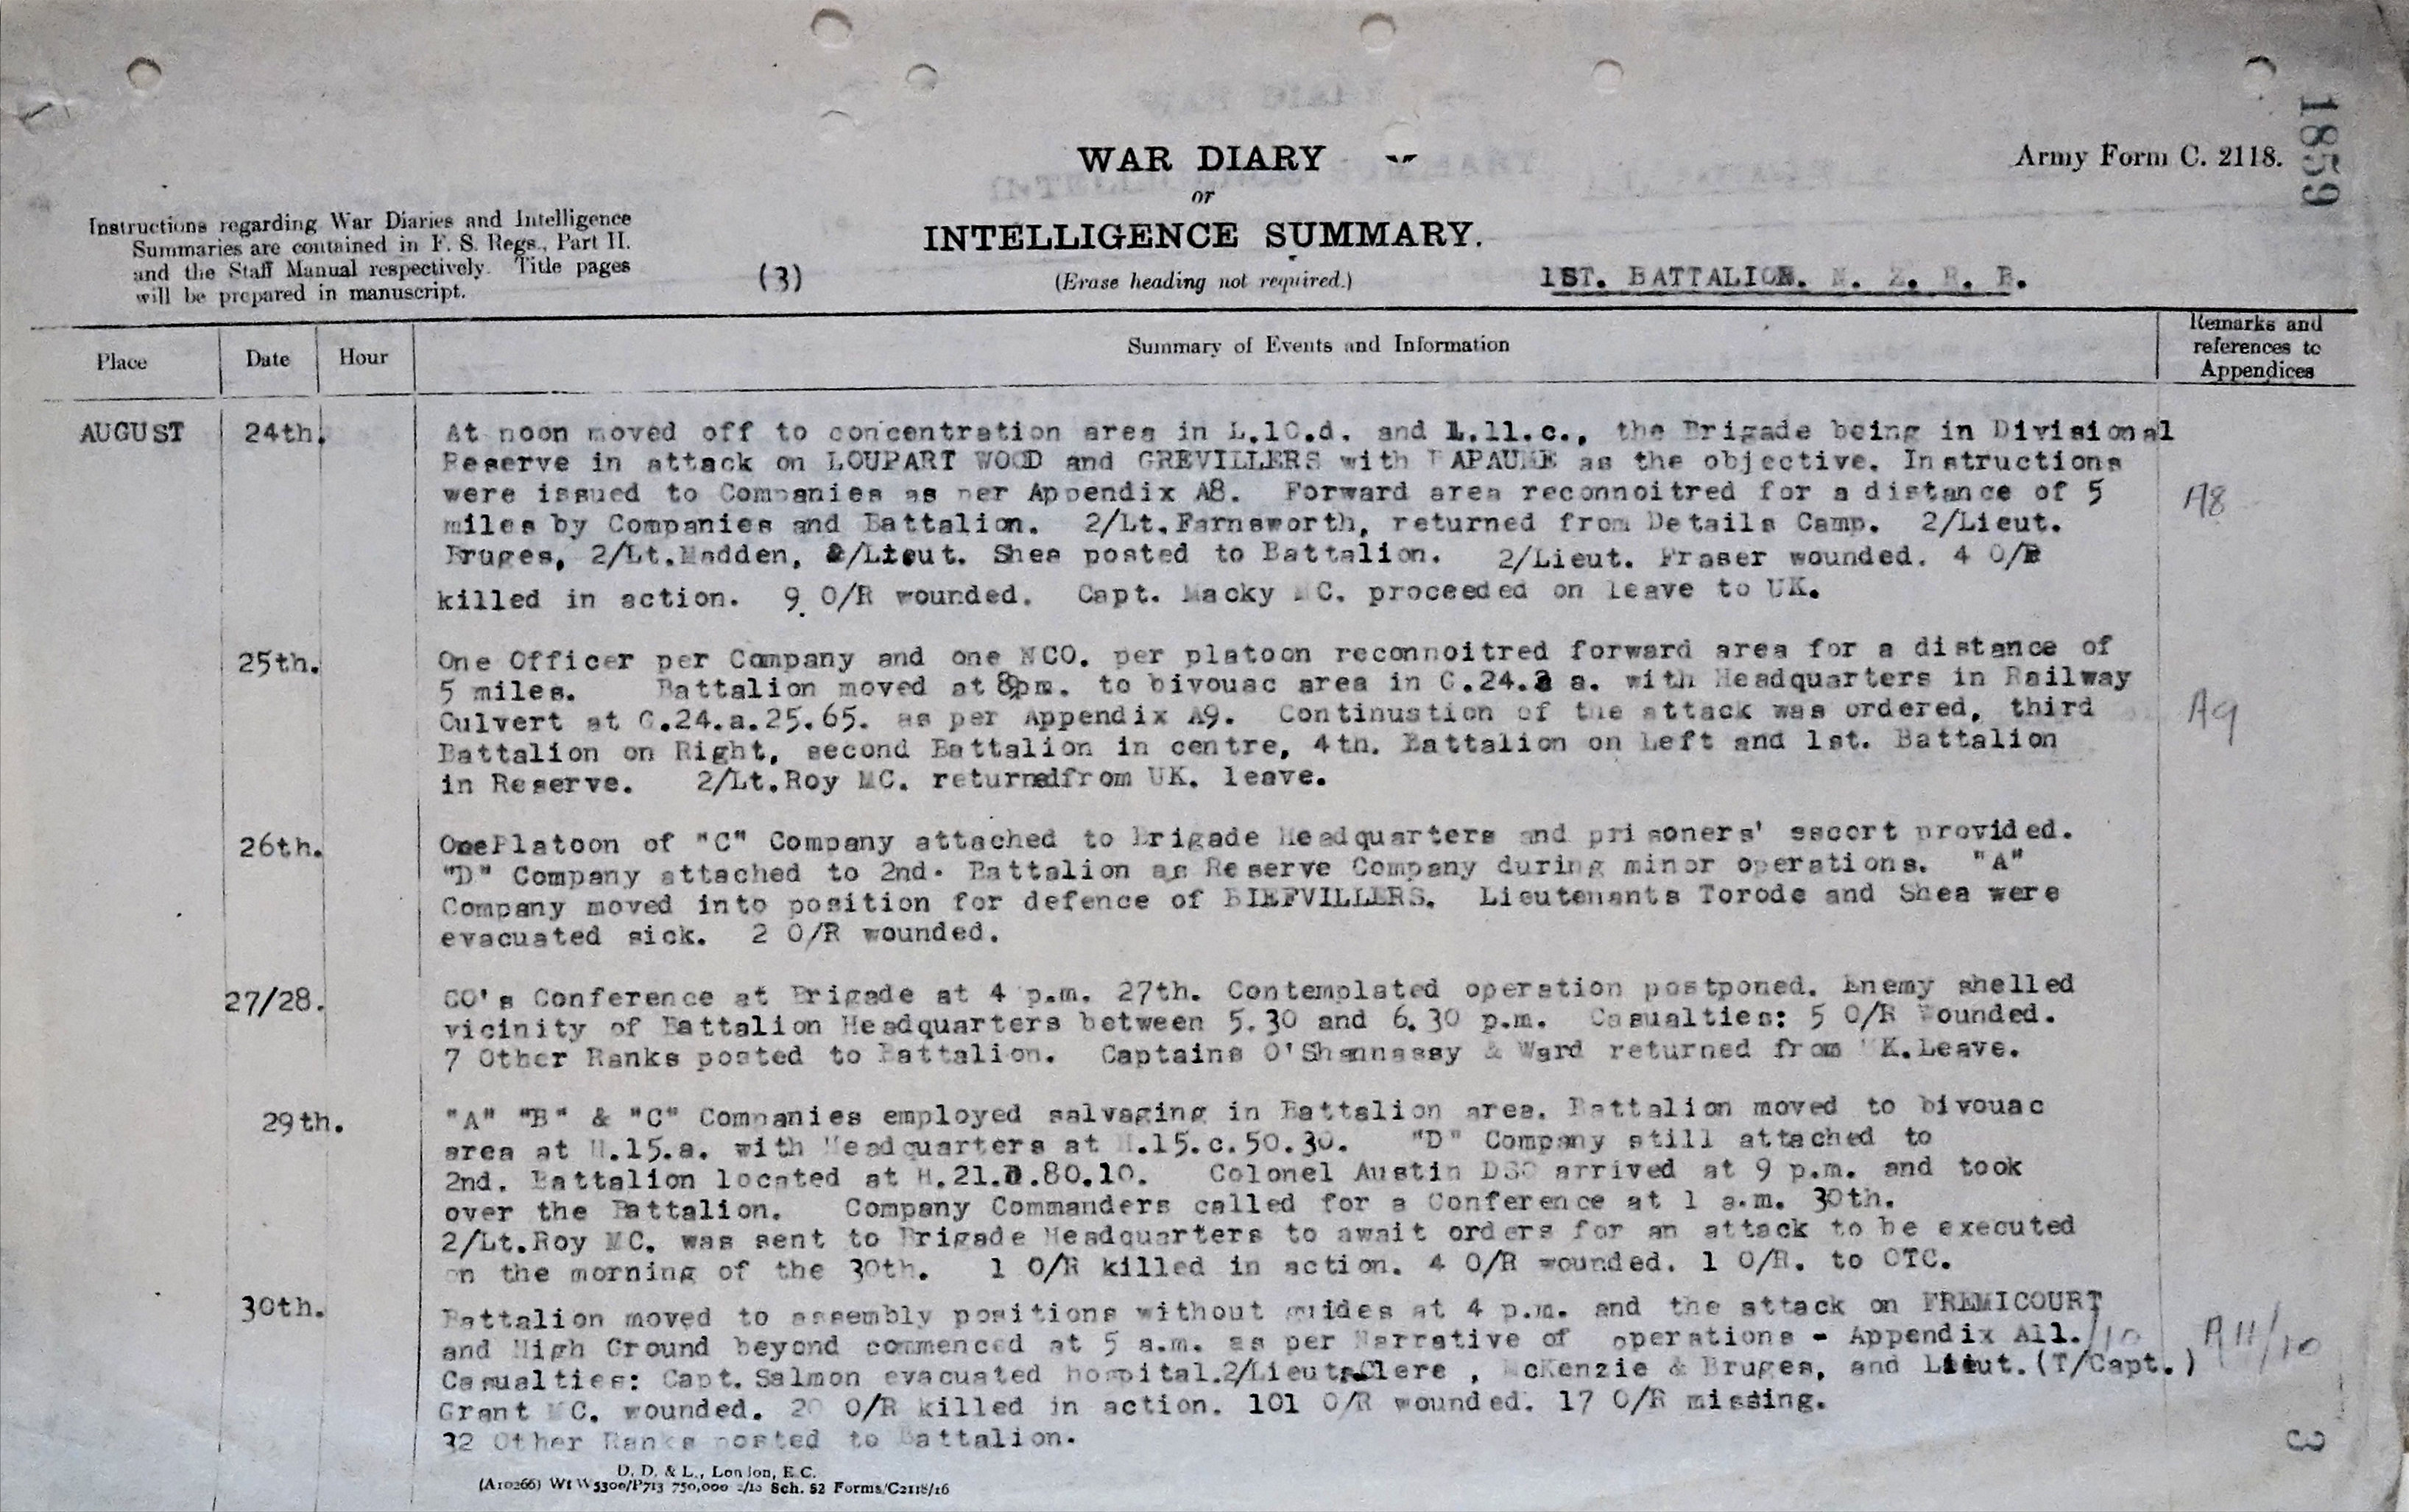 1859
WAR DIARY
or
INTELLIGENCE SUMMARY.
(Erase heading not required.)
Army Form C. 2118.
Instructions regarding War Diaries and Intelligence
Summaries are contained in F. S. Regs., Part II.
and the Staff Manual respectively. Title pages
will be prepared in manuscript.
(3)
1ST. BATTALION. N. Z. R. B.
Place Date Hour Summary of Events and Information Remarks and references to Appendices
AUGUST 24th. At noon moved off to concentration area in L.10.d. and L.11.c., the Brigade being in Divisional
Reserve in attack on LOUPART WOOD and GREVILLERS with BAPAUME as the objective. Instructions
were issued to Companies as per Appendix A8. Forward area reconnoitred for a distance of 5 A8
miles by Companies and Battalion. 2/Lt.Farnsworth, returned from Details Camp. 2/Lieut.
Bruges, 2/Lt.Madden, 2/Lieut. Shea posted to Battalion. 2/Lieut. Fraser wounded. 4 O/R
killed in action. 9 O/R wounded. Capt. Macky MC. proceeded on leave to UK.
25th. One Officer per Company and one NCO. per platoon reconnoitred forward area for a distance of
5 miles. Battalion moved at 8pm. to bivouac area in G.24. a. with Headquarters in Railway
Culvert at G.24.a.25.65. as per Appendix A9. Continustion of the attack was ordered, third A9
Battalion on Right, second Battalion in centre, 4th. Battalion on Left and 1st. Battalion
in Reserve. 2/Lt.Roy MC. returnedfrom UK. leave.
26th. OnePlatoon of "C" Company attached to Brigade Headquarters and prisoners' escort provided.
"D" Company attached to 2nd. Battalion as Reserve Company during minor operations. "A"
Company moved into position for defence of BIEFVILLERS. Lieutenants Torode and Shea were
evacuated sick. 2 O/R wounded.
27/28. CO's Conference at Brigade at 4 p.m. 27th. Contemplated operation postponed. Enemy shelled
vicinity of Battalion Headquarters between 5.30 and 6.30 p.m. Casualties: 5 O/R Wounded.
7 Other Ranks posted to Battalion. Captains O'Shannassy & Ward returned from UK.Leave.
29th. "A" "B" & "C" Companies employed salvaging in Battalion area. Battalion moved to bivouac
area at H.15.a. with Headquarters at H.15.c.50.30. "D" Company still attached to
2nd. Battalion located at H.21. .80.10. Colonel Austin DSO arrived at 9 p.m. and took
over the Battalion. Company Commanders called for a Conference at 1 a.m. 30th.
2/Lt.Roy MC. was sent to Brigade Headquarters to await orders for an attack to be executed
on the morning of the 30th. 1 O/R killed in action. 4 O/R wounded. 1 O/R. to OTC.
30th. Battalion moved to assembly positions without guides at 4 p.m. and the attack on FREMICOURT
and High Ground beyond commenced at 5 a.m. as per Narrative of operations - Appendix A11./10 A11/10
Casualties: Capt. Salmon evacuated hospital.2/Lieuts.Clere , McKenzie & Bruges, and Lieut.(T/Capt.)
Grant MC. wounded. 20 O/R killed in action. 101 O/R wounded. 17 O/R missing.
32 Other Ranks posted to Battalion.
3
D. D. & L., London, E.C.
(A10266) Wt W5300/P713 750,000 2/18 Sch. 52 Forms/C2118/16